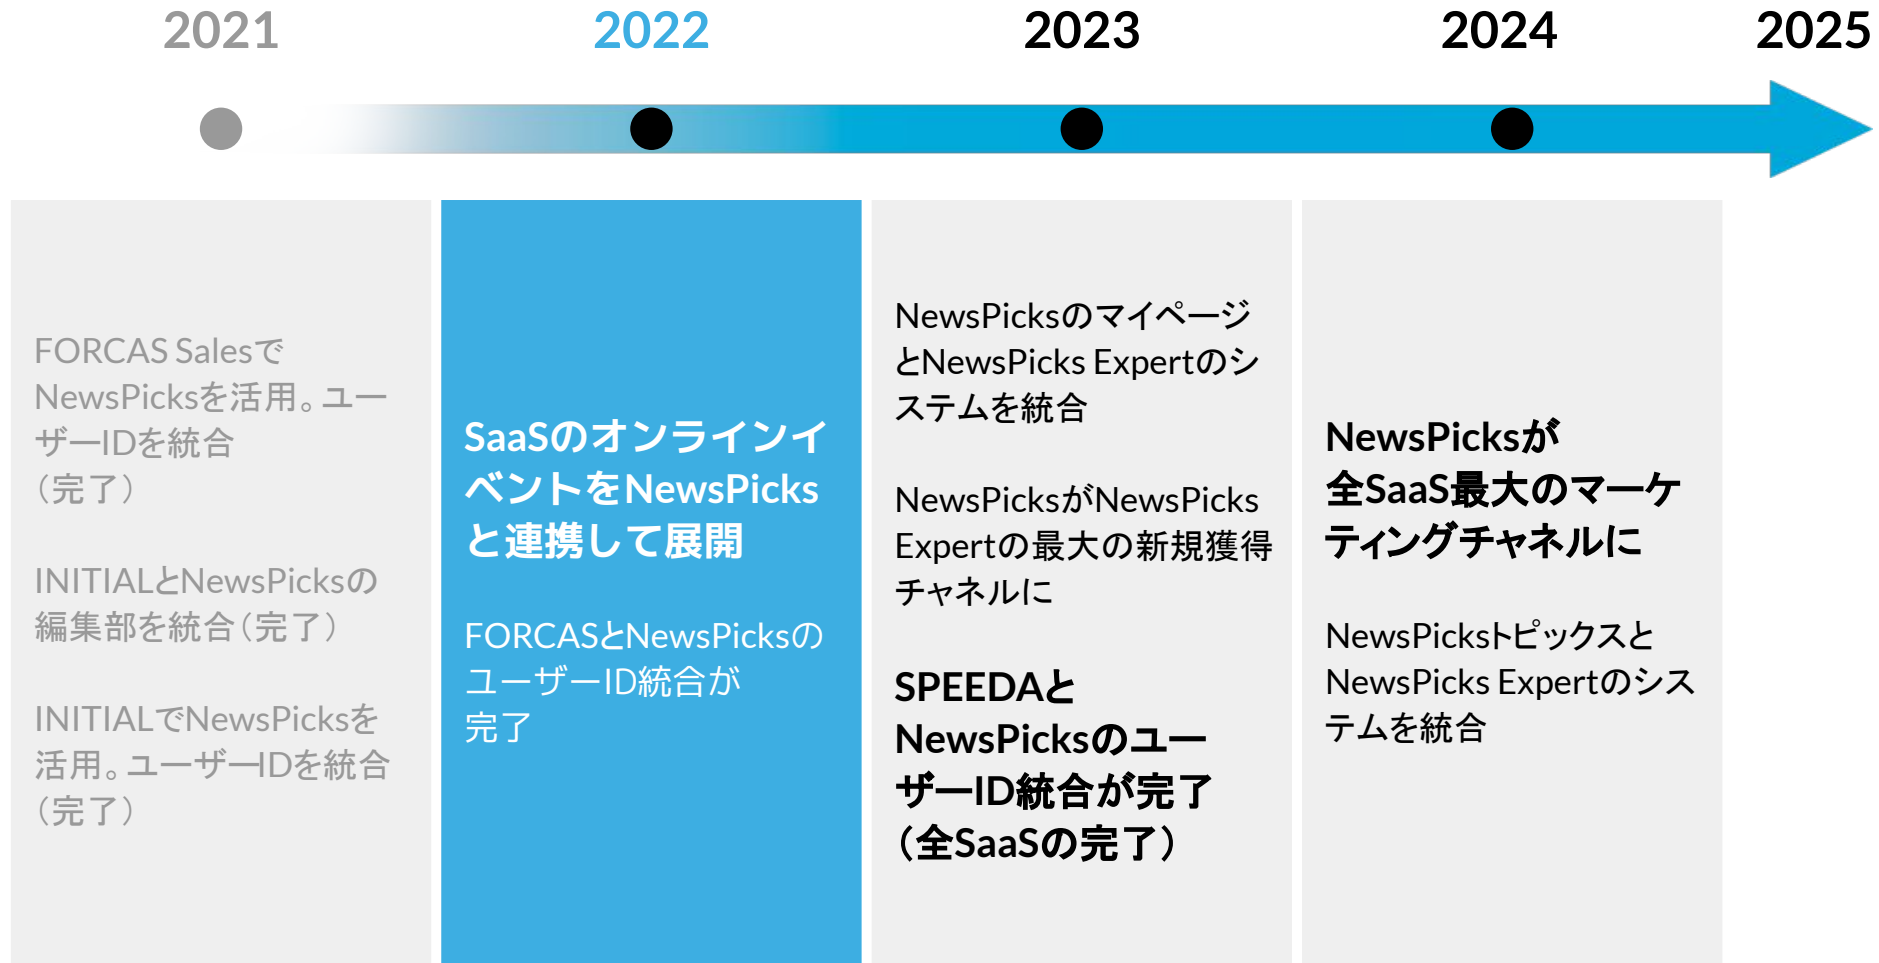 2021
2022
2023
2024
2025
FORCAS Salesで
NewsPicksを活用。ユー
ザーIDを統合
（完了）
INITIALとNewsPicksの
編集部を統合（完了）
INITIALでNewsPicksを
活用。ユーザーIDを統合
（完了）
SaaSのオンラインイ
ベントをNewsPicks
と連携して展開
FORCASとNewsPicksの
ユーザーID統合が
完了
NewsPicksのマイページ
とNewsPicks Expertのシ
ステムを統合
NewsPicksがNewsPicks
Expertの最大の新規獲得
チャネルに
SPEEDAと
NewsPicksのユー
ザーID統合が完了
（全SaaSの完了）
NewsPicksが
全SaaS最大のマーケ
ティングチャネルに
NewsPicksトピックスと
NewsPicks Expertのシス
テムを統合